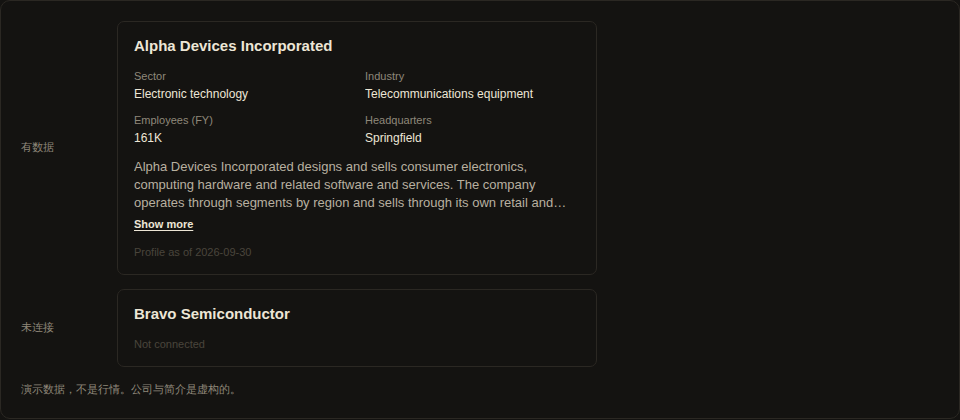 Alpha Devices Incorporated
Sector
Industry
Electronic technology
Telecommunications equipment
Employees (FY)
Headquarters
161K
Springfield
有数据
Alpha Devices Incorporated designs and sells consumer electronics,
computing hardware and related software and services. The company
operates through segments by region and sells through its own retail and…
Show more
Profile as of 2026-09-30
Bravo Semiconductor
未连接
Not connected
演示数据，不是行情。公司与简介是虚构的。